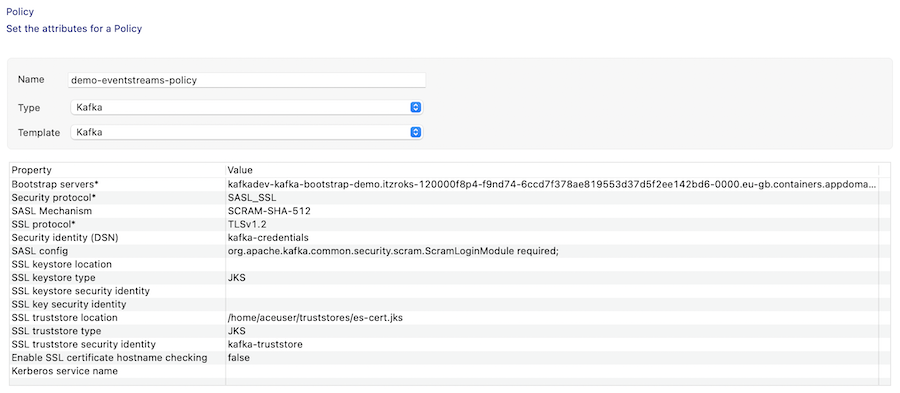 Policy
Set the attributes for a Policy
Name demo-eventstreams-policy
Type Kafka
Template Kafka
Property Value
Bootstrap servers* kafkadev-kafka-bootstrap-demo.itzroks-120000f8p4-f9nd74-6ccd7f378ae819553d37d5f2ee142bd6-0000.eu-gb.containers.appdoma...
Security protocol* SASL_SSL
SASL Mechanism SCRAM-SHA-512
SSL protocol* TLSv1.2
Security identity (DSN) kafka-credentials
SASL config org.apache.kafka.common.security.scram.ScramLoginModule required;
SSL keystore location
SSL keystore type JKS
SSL keystore security identity
SSL key security identity
SSL truststore location /home/aceuser/truststores/es-cert.jks
SSL truststore type JKS
SSL truststore security identity kafka-truststore
Enable SSL certificate hostname checking false
Kerberos service name